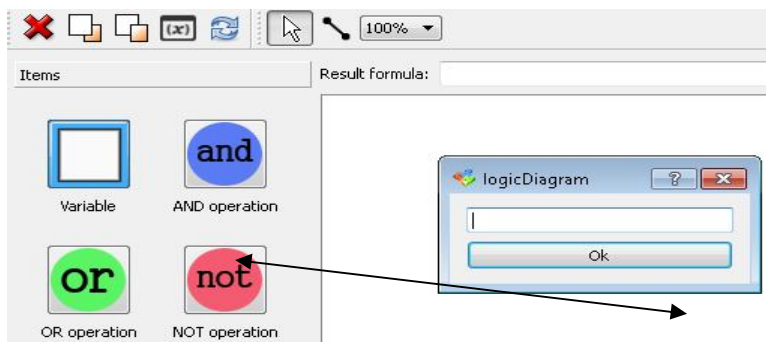 (x)
100%
Items
Result formula:
and
logicDiagram
?
Variable
AND operation
Ok
or
not
OR operation
NOT operation